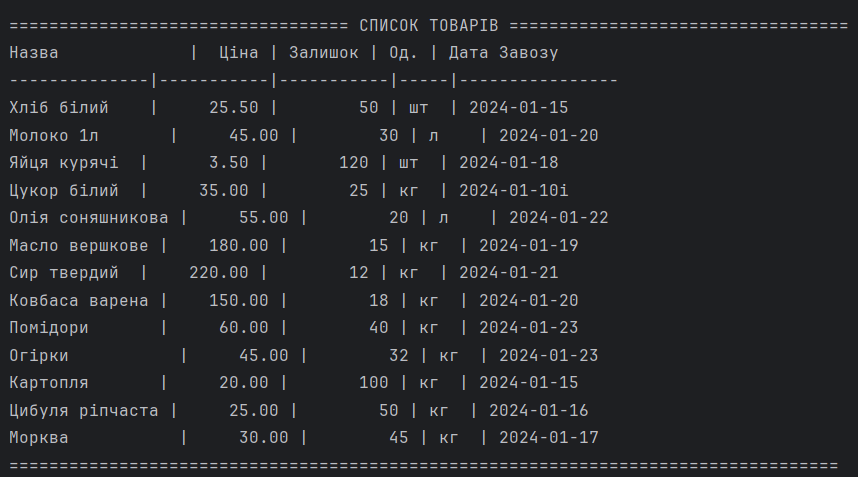 ================================== СПИСОК ТОВАРІВ ==================================
Назва             |  Ціна | Залишок | Од. | Дата Завозу
--------------|-----------|-----------|-----|----------------
Хліб білий    |     25.50 |        50 | шт  | 2024-01-15
Молоко 1л       |     45.00 |        30 | л    | 2024-01-20
Яйця курячі  |      3.50 |       120 | шт  | 2024-01-18
Цукор білий  |     35.00 |        25 | кг  | 2024-01-10і
Олія соняшникова |     55.00 |        20 | л    | 2024-01-22
Масло вершкове |    180.00 |        15 | кг  | 2024-01-19
Сир твердий  |    220.00 |        12 | кг  | 2024-01-21
Ковбаса варена |    150.00 |        18 | кг  | 2024-01-20
Помідори       |     60.00 |        40 | кг  | 2024-01-23
Огірки           |     45.00 |        32 | кг  | 2024-01-23
Картопля       |     20.00 |       100 | кг  | 2024-01-15
Цибуля ріпчаста |     25.00 |        50 | кг  | 2024-01-16
Морква           |     30.00 |        45 | кг  | 2024-01-17
===================================================================================